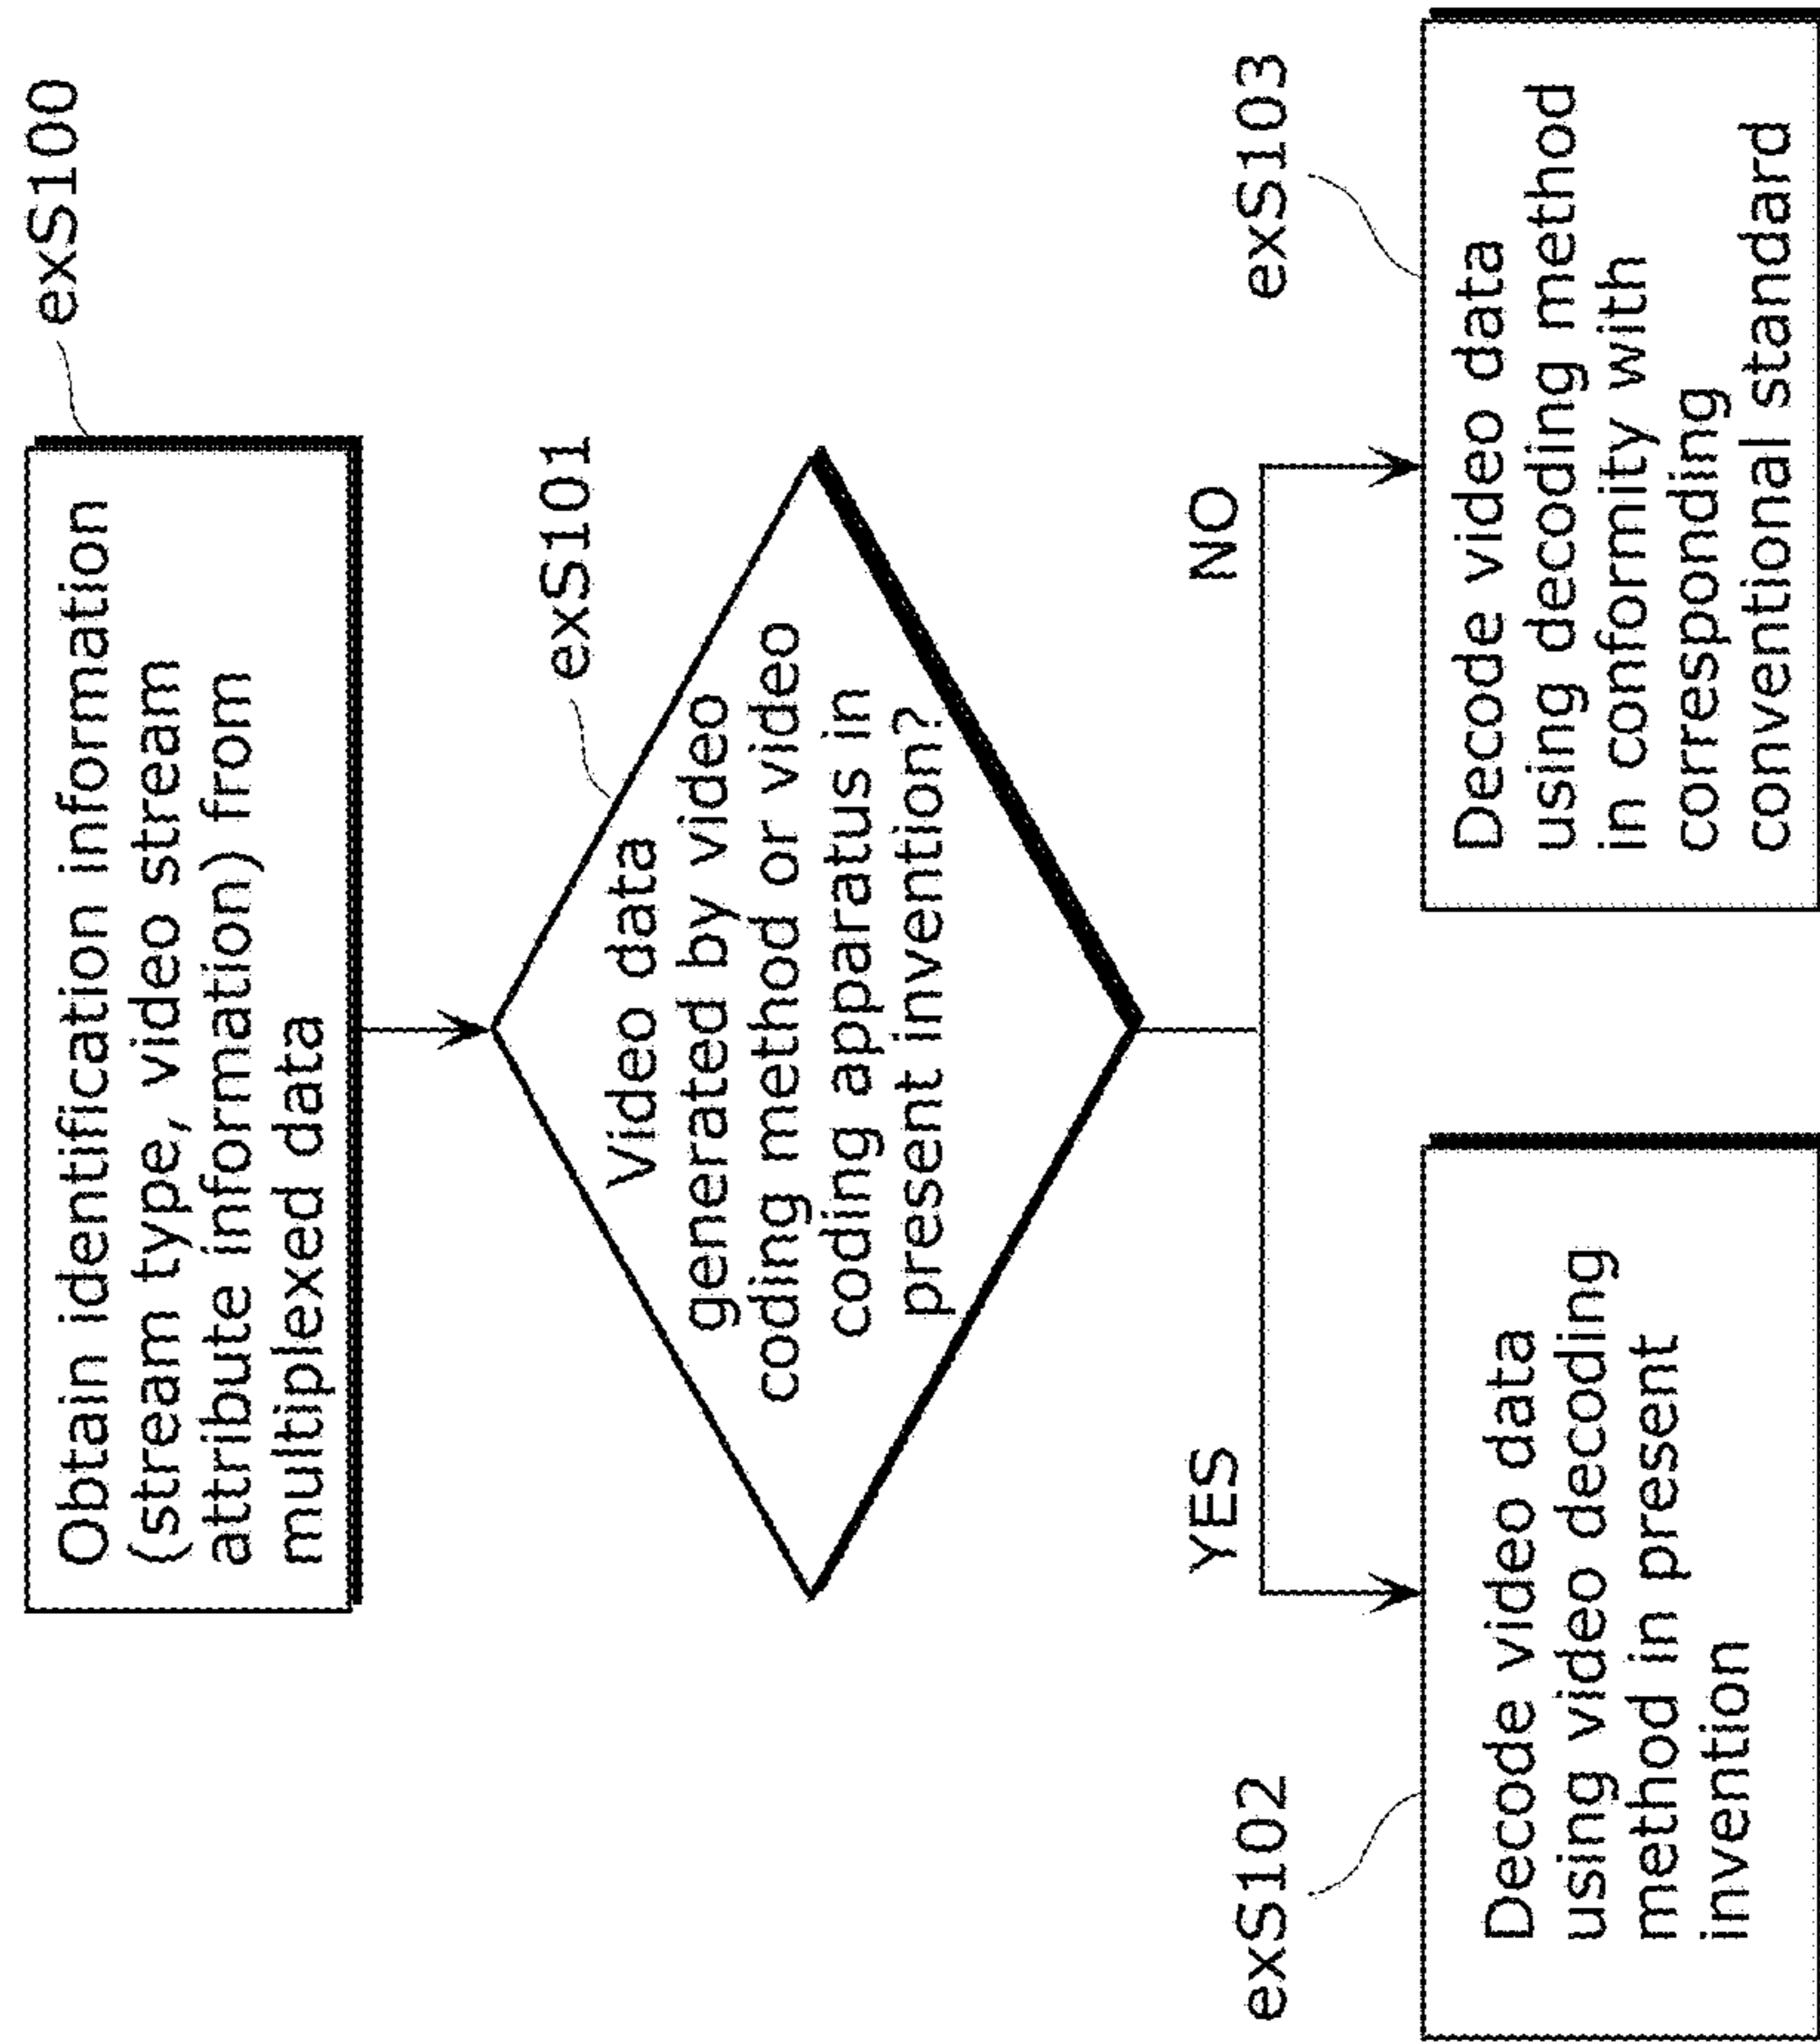 exS100
Obtain identification information
(stream type, video stream
attribute information) from
multiplexed data
exS101
Video data
generated by video
coding method or video
coding apparatus in
present invention?
YES
NO
exS102
Decode video data
using video decoding
method in present
invention
exS103
Decode video data
using decoding method
in conformity with
corresponding
conventional standard